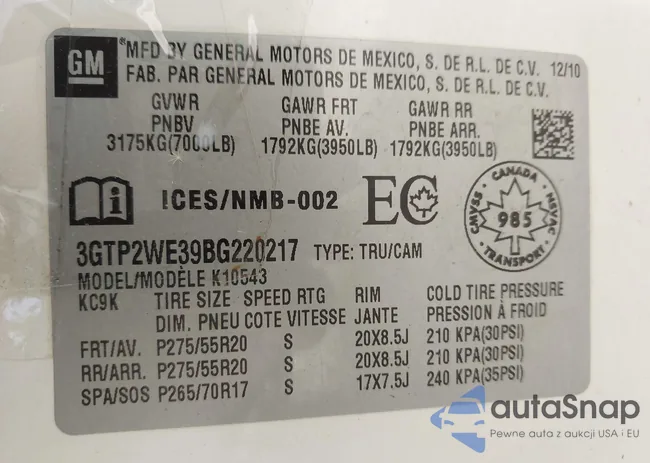 GM
*MFD BY GENERAL MOTORS DE MEXICO, S. DE R.L. DE C.V. 12/10
FAB. PAR GENERAL MOTORS DE MEXICO, S. DE R.L. DE C.V.
GVWR GAWR FRT GAWR RR
PNBV PNBE AV. PNBE ARR.
3175KG(7000LB) 1792KG(3950LB) 1792KG(3950LB)
i ICES/NMB-002 EC
CANADA
CMVSS 985 NSVAC
TRANSPORT
3GTP2WE39BG220217 TYPE: TRU/CAM
MODEL/MODÈLE K10543
KC9K TIRE SIZE SPEED RTG RIM COLD TIRE PRESSURE
DIM. PNEU COTE VITESSE JANTE PRESSION À FROID
FRT/AV. P275/55R20 S 20X8.5J 210 KPA(30PSI)
RR/ARR. P275/55R20 S 20X8.5J 210 KPA(30PSI)
SPA/SOS P265/70R17 S 17X7.5J 240 KPA(35PSI)
autaSnap
Pewne auta z aukcji USA i EU